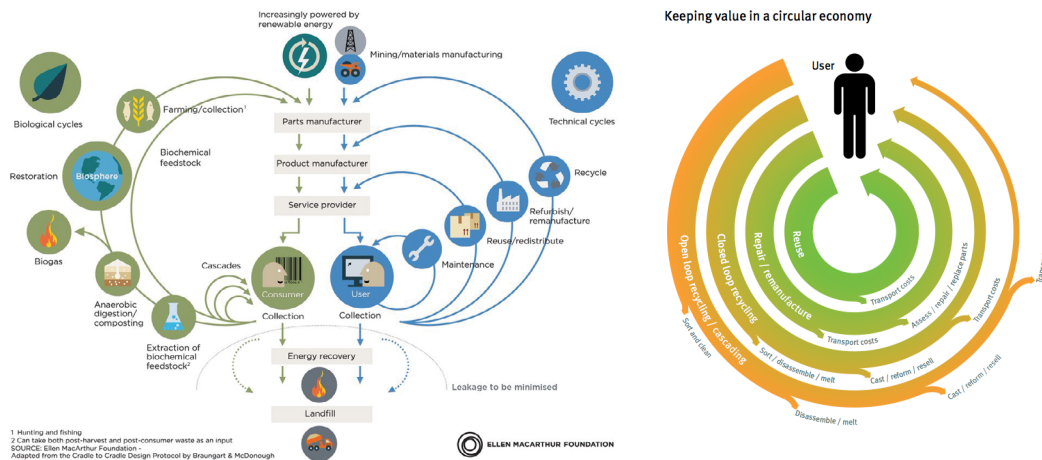 Increasingly powered by
renewable energy
Mining/materials manufacturing
Biological cycles
Farming/collection¹
Technical cycles
Parts manufacturer
Biochemical
feedstock
Restoration
Biosphere
Product manufacturer
Recycle
Service provider
Refurbish/
remanufacture
Reuse/redistribute
Biogas
Maintenance
Cascades
Consumer
User
Anaerobic
digestion/
composting
Collection
Collection
Extraction of
biochemical
feedstock²
Energy recovery
Leakage to be minimised
Landfill
1 Hunting and fishing
2 Can take both post-harvest and post-consumer waste as an input
SOURCE: Ellen MacArthur Foundation -
Adapted from the Cradle to Cradle Design Protocol by Braungart & McDonough
ELLEN MACARTHUR FOUNDATION
Keeping value in a circular economy
User
Reuse
Repair / remanufacture
Closed loop recycling
Open loop recycling / cascading
Transport costs
Assess / repair / replace parts
Transport costs
Transport costs
Sort / disassemble / melt
Cast / reform / resell
Sort and clean
Cast / reform / resell
Disassemble / melt